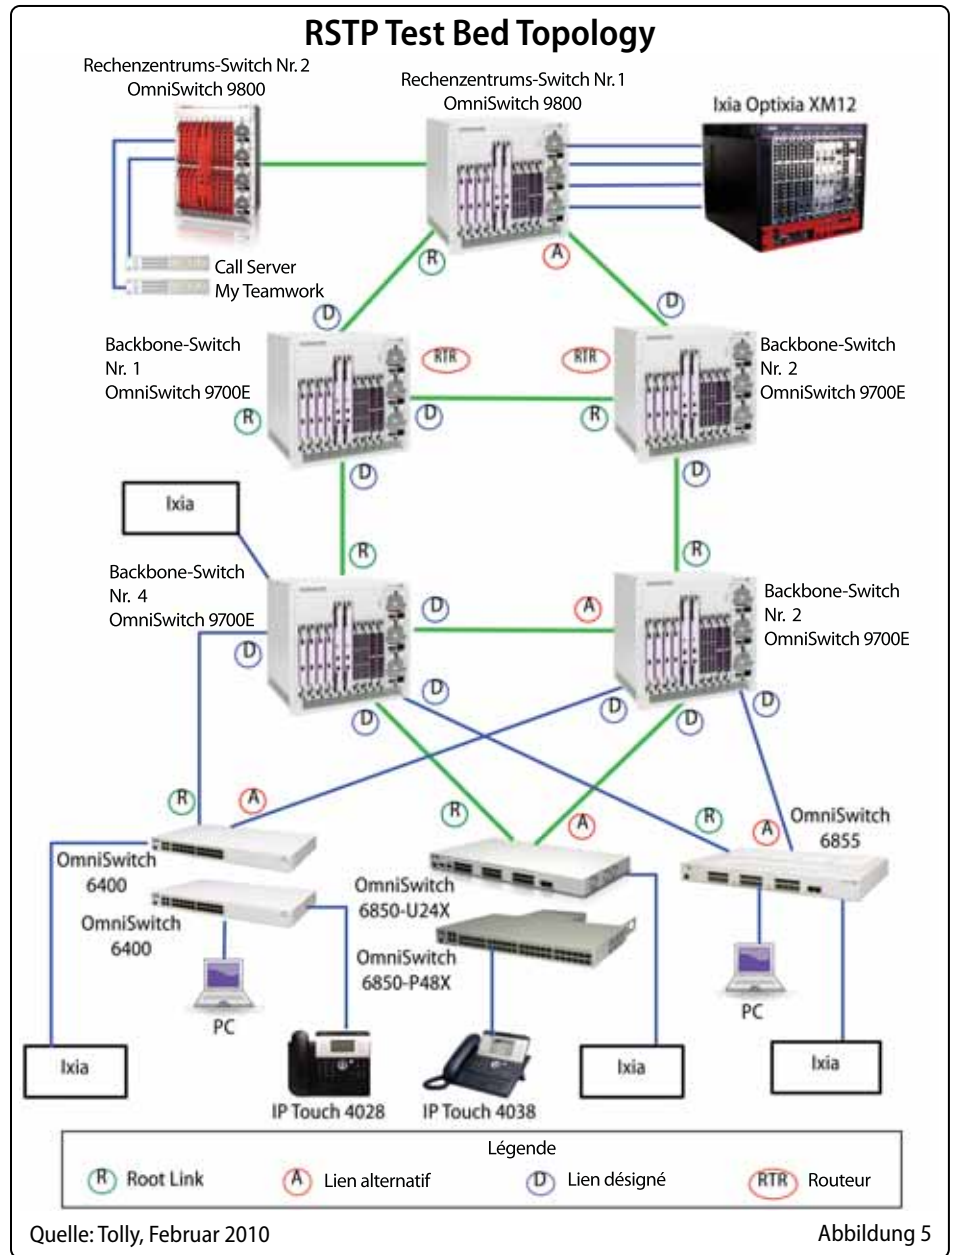 RSTP Test Bed Topology
Rechenzentrums-Switch Nr. 2
OmniSwitch 9800
Rechenzentrums-Switch Nr. 1
OmniSwitch 9800
Ixia Optixia XM12
Call Server
My Teamwork
R
A
D
D
Backbone-Switch
Nr. 1
OmniSwitch 9700E
RTR
RTR
Backbone-Switch
Nr. 2
OmniSwitch 9700E
R
D
R
D
D
Ixia
R
R
Backbone-Switch
Nr. 4
OmniSwitch 9700E
D
A
Backbone-Switch
Nr. 2
OmniSwitch 9700E
D
D
D
D
D
D
R
A
R
A
R
A
OmniSwitch
6855
OmniSwitch
6400
OmniSwitch
6400
OmniSwitch
6850-U24X
OmniSwitch
6850-P48X
PC
PC
Ixia
IP Touch 4028
IP Touch 4038
Ixia
Ixia
Légende
R Root Link
A Lien alternatif
D Lien désigné
RTR Routeur
Quelle: Tolly, Februar 2010
Abbildung 5